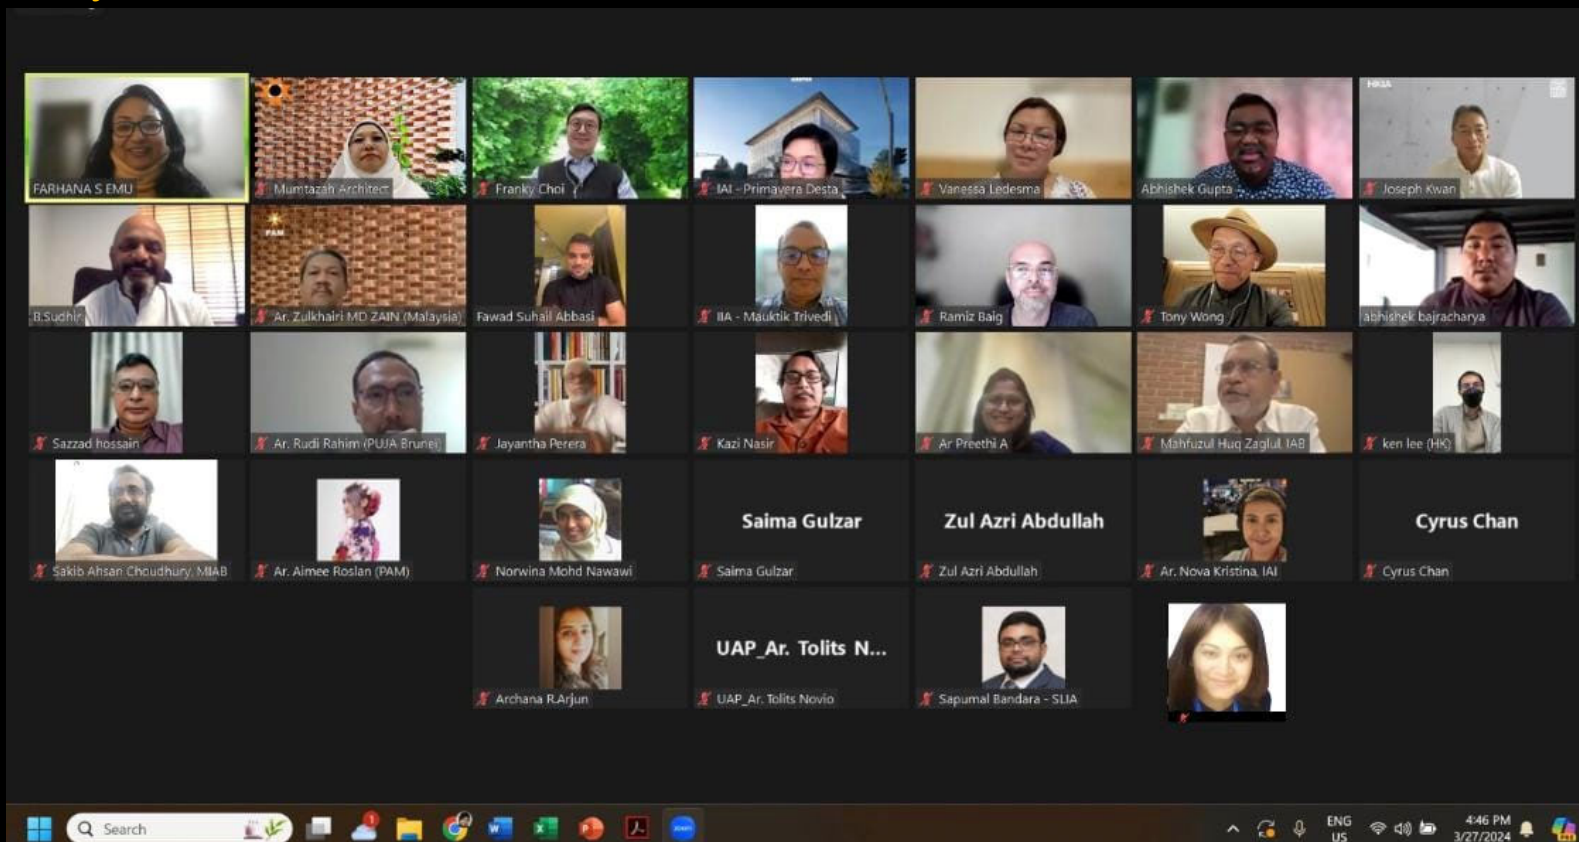 FARHANA S EMU
Mumtazah Architect
Franky Choi
IAI - Primavera Desta
Vanessa Ledesma
Abhishek Gupta
HKIA
Joseph Kwan
B.Sudhir
PAM
Ar. Zulkhairi MD ZAIN (Malaysia)
Fawad Suhail Abbasi
IIA - Mauktik Trivedi
Ramiz Baig
Tony Wong
abhishek bajracharya
Sazzad hossain
Ar. Rudi Rahim (PUJA Brunei)
Jayantha Perera
Kazi Nasir
Ar Preethi A
Mahfuzul Huq Zaglul, IAB
ken lee (HK)
Sakib Ahsan Choudhury, MIAB
Ar. Aimee Roslan (PAM)
Norwina Mohd Nawawi
Saima Gulzar
Saima Gulzar
Zul Azri Abdullah
Zul Azri Abdullah
Ar. Nova Kristina, IAI
Cyrus Chan
Cyrus Chan
Archana R.Arjun
UAP_Ar. Tolits N...
UAP_Ar. Tolits Novio
Sapumal Bandara - SLIA
Search
1
zoom
ENG
US
4:46 PM
3/27/2024